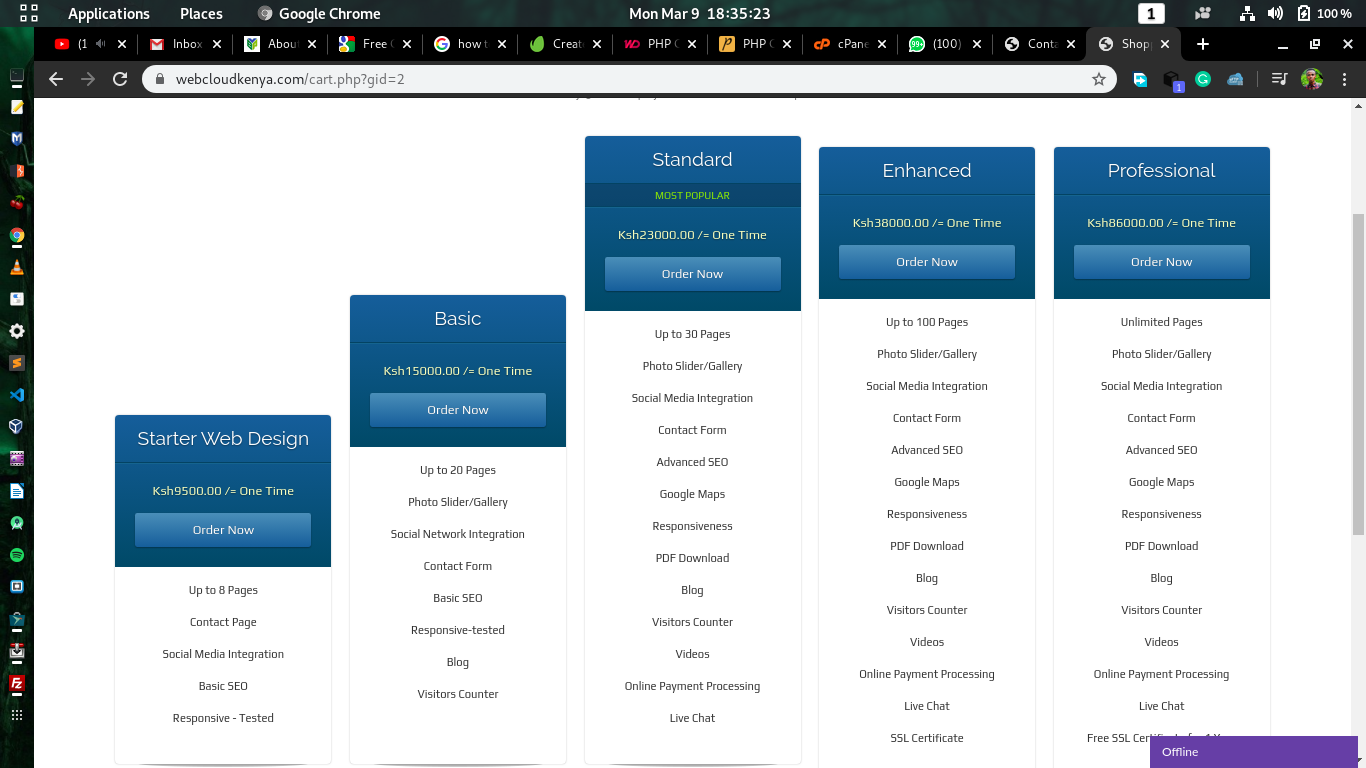 Applications Places Google Chrome Mon Mar 9 18:35:23 1 100 %
(1 Inbox Abou Free how t Creat PHP PHP cPane 99+ (100) Conta Shop
webcloudkenya.com/cart.php?gid=2
1
Starter Web Design
Ksh9500.00 /= One Time
Order Now
Up to 8 Pages
Contact Page
Social Media Integration
Basic SEO
Responsive - Tested
Basic
Ksh15000.00 /= One Time
Order Now
Up to 20 Pages
Photo Slider/Gallery
Social Network Integration
Contact Form
Basic SEO
Responsive-tested
Blog
Visitors Counter
Standard
MOST POPULAR
Ksh23000.00 /= One Time
Order Now
Up to 30 Pages
Photo Slider/Gallery
Social Media Integration
Contact Form
Advanced SEO
Google Maps
Responsiveness
PDF Download
Blog
Visitors Counter
Videos
Online Payment Processing
Live Chat
Enhanced
Ksh38000.00 /= One Time
Order Now
Up to 100 Pages
Photo Slider/Gallery
Social Media Integration
Contact Form
Advanced SEO
Google Maps
Responsiveness
PDF Download
Blog
Visitors Counter
Videos
Online Payment Processing
Live Chat
SSL Certificate
Professional
Ksh86000.00 /= One Time
Order Now
Unlimited Pages
Photo Slider/Gallery
Social Media Integration
Contact Form
Advanced SEO
Google Maps
Responsiveness
PDF Download
Blog
Visitors Counter
Videos
Online Payment Processing
Live Chat
Free SSL
Offline